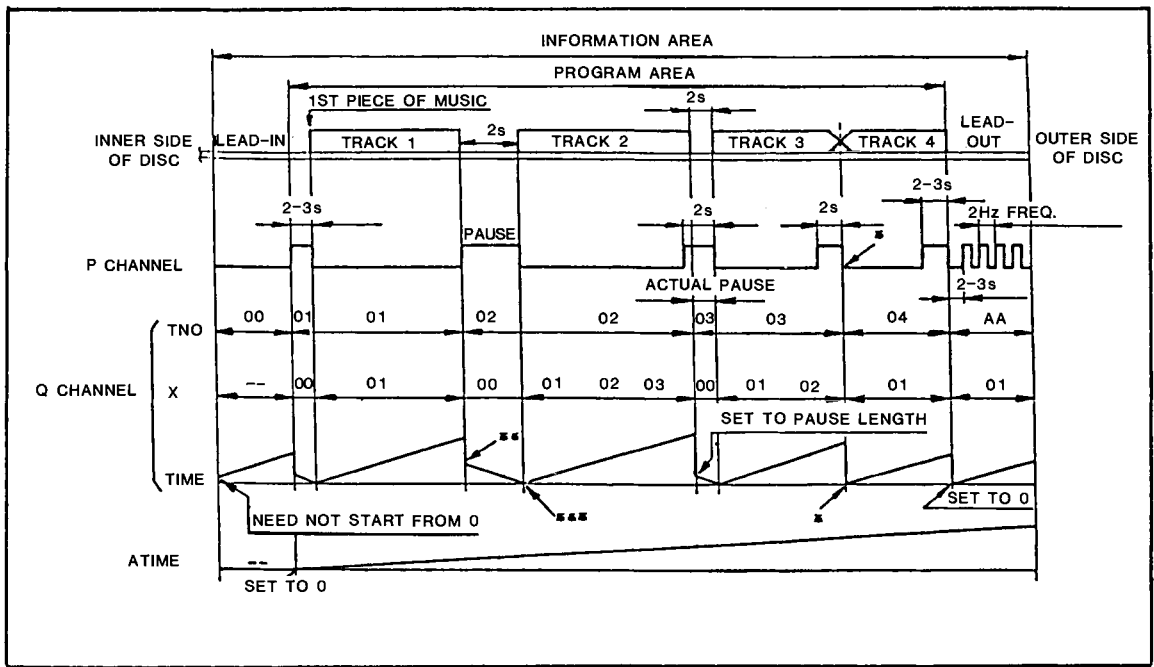 INFORMATION AREA
PROGRAM AREA
1ST PIECE OF MUSIC
2s
INNER SIDE
OF DISC
LEAD-IN
TRACK 1
2s
TRACK 2
TRACK 3
TRACK 4
LEAD-
OUT
OUTER SIDE
OF DISC
2-3s
PAUSE
2s
2s
*
2-3s
2Hz FREQ.
P CHANNEL
ACTUAL PAUSE
2-3s
TNO 00 01 01 02 02 03 03 04 AA
Q CHANNEL
X -- 00 01 00 01 02 03 00 01 02 01 01
SET TO PAUSE LENGTH
**
TIME
NEED NOT START FROM 0
***
*
SET TO 0
ATIME --
SET TO 0